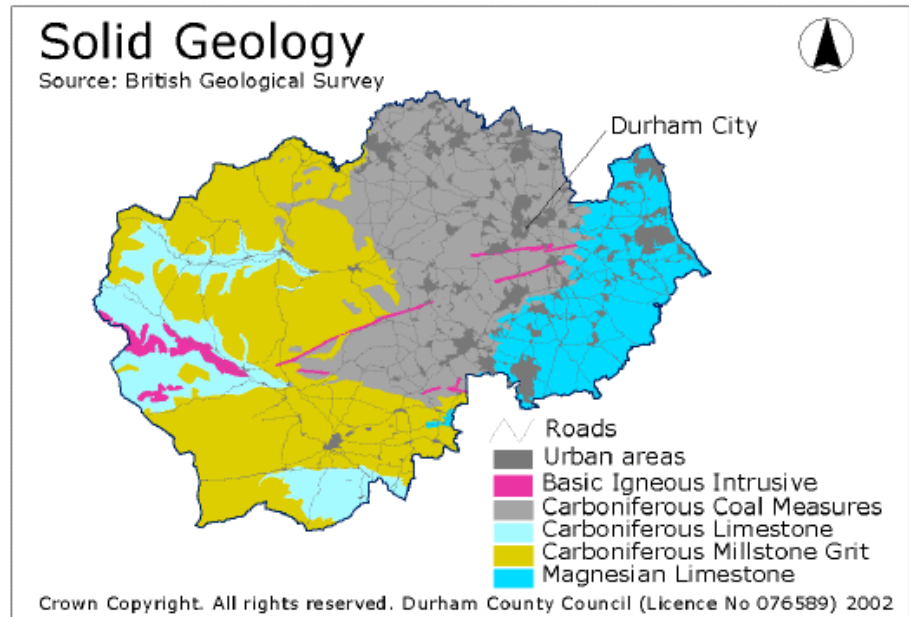 Solid Geology
Source: British Geological Survey
Durham City
Roads
Urban areas
Basic Igneous Intrusive
Carboniferous Coal Measures
Carboniferous Limestone
Carboniferous Millstone Grit
Magnesian Limestone
Crown Copyright. All rights reserved. Durham County Council (Licence No 076589) 2002